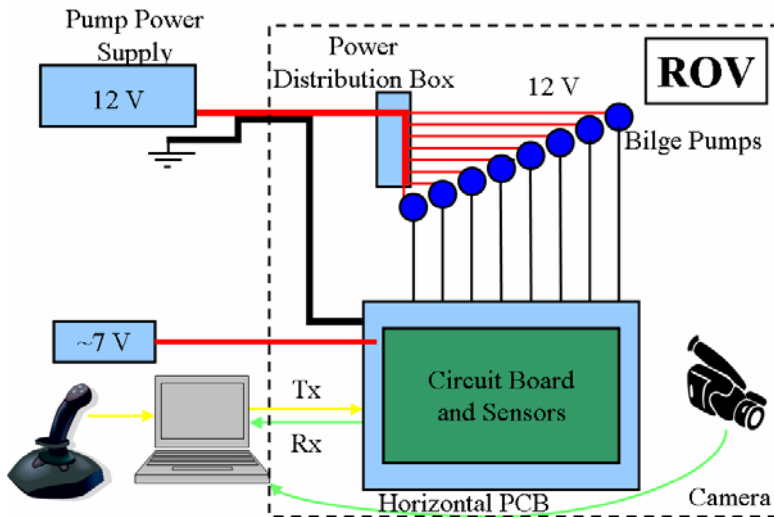 Pump Power
Supply
12 V
Power
Distribution Box
12 V
ROV
Bilge Pumps
~7 V
Tx
Rx
Circuit Board
and Sensors
Horizontal PCB
Camera